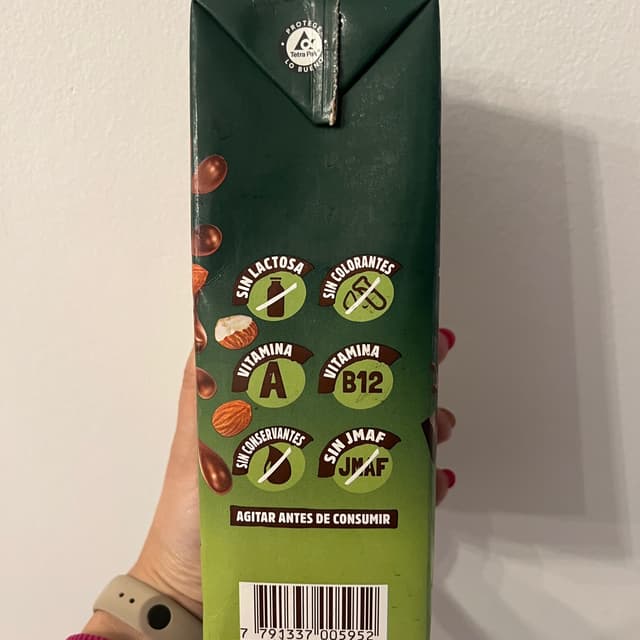 PROTEGE
Tetra Pak
LO BUENO
SIN LACTOSA
SIN COLORANTES
VITAMINA
A
VITAMINA
B12
SIN CONSERVANTES
SIN JMAF
JMAF
AGITAR ANTES DE CONSUMIR
7 791337 005952